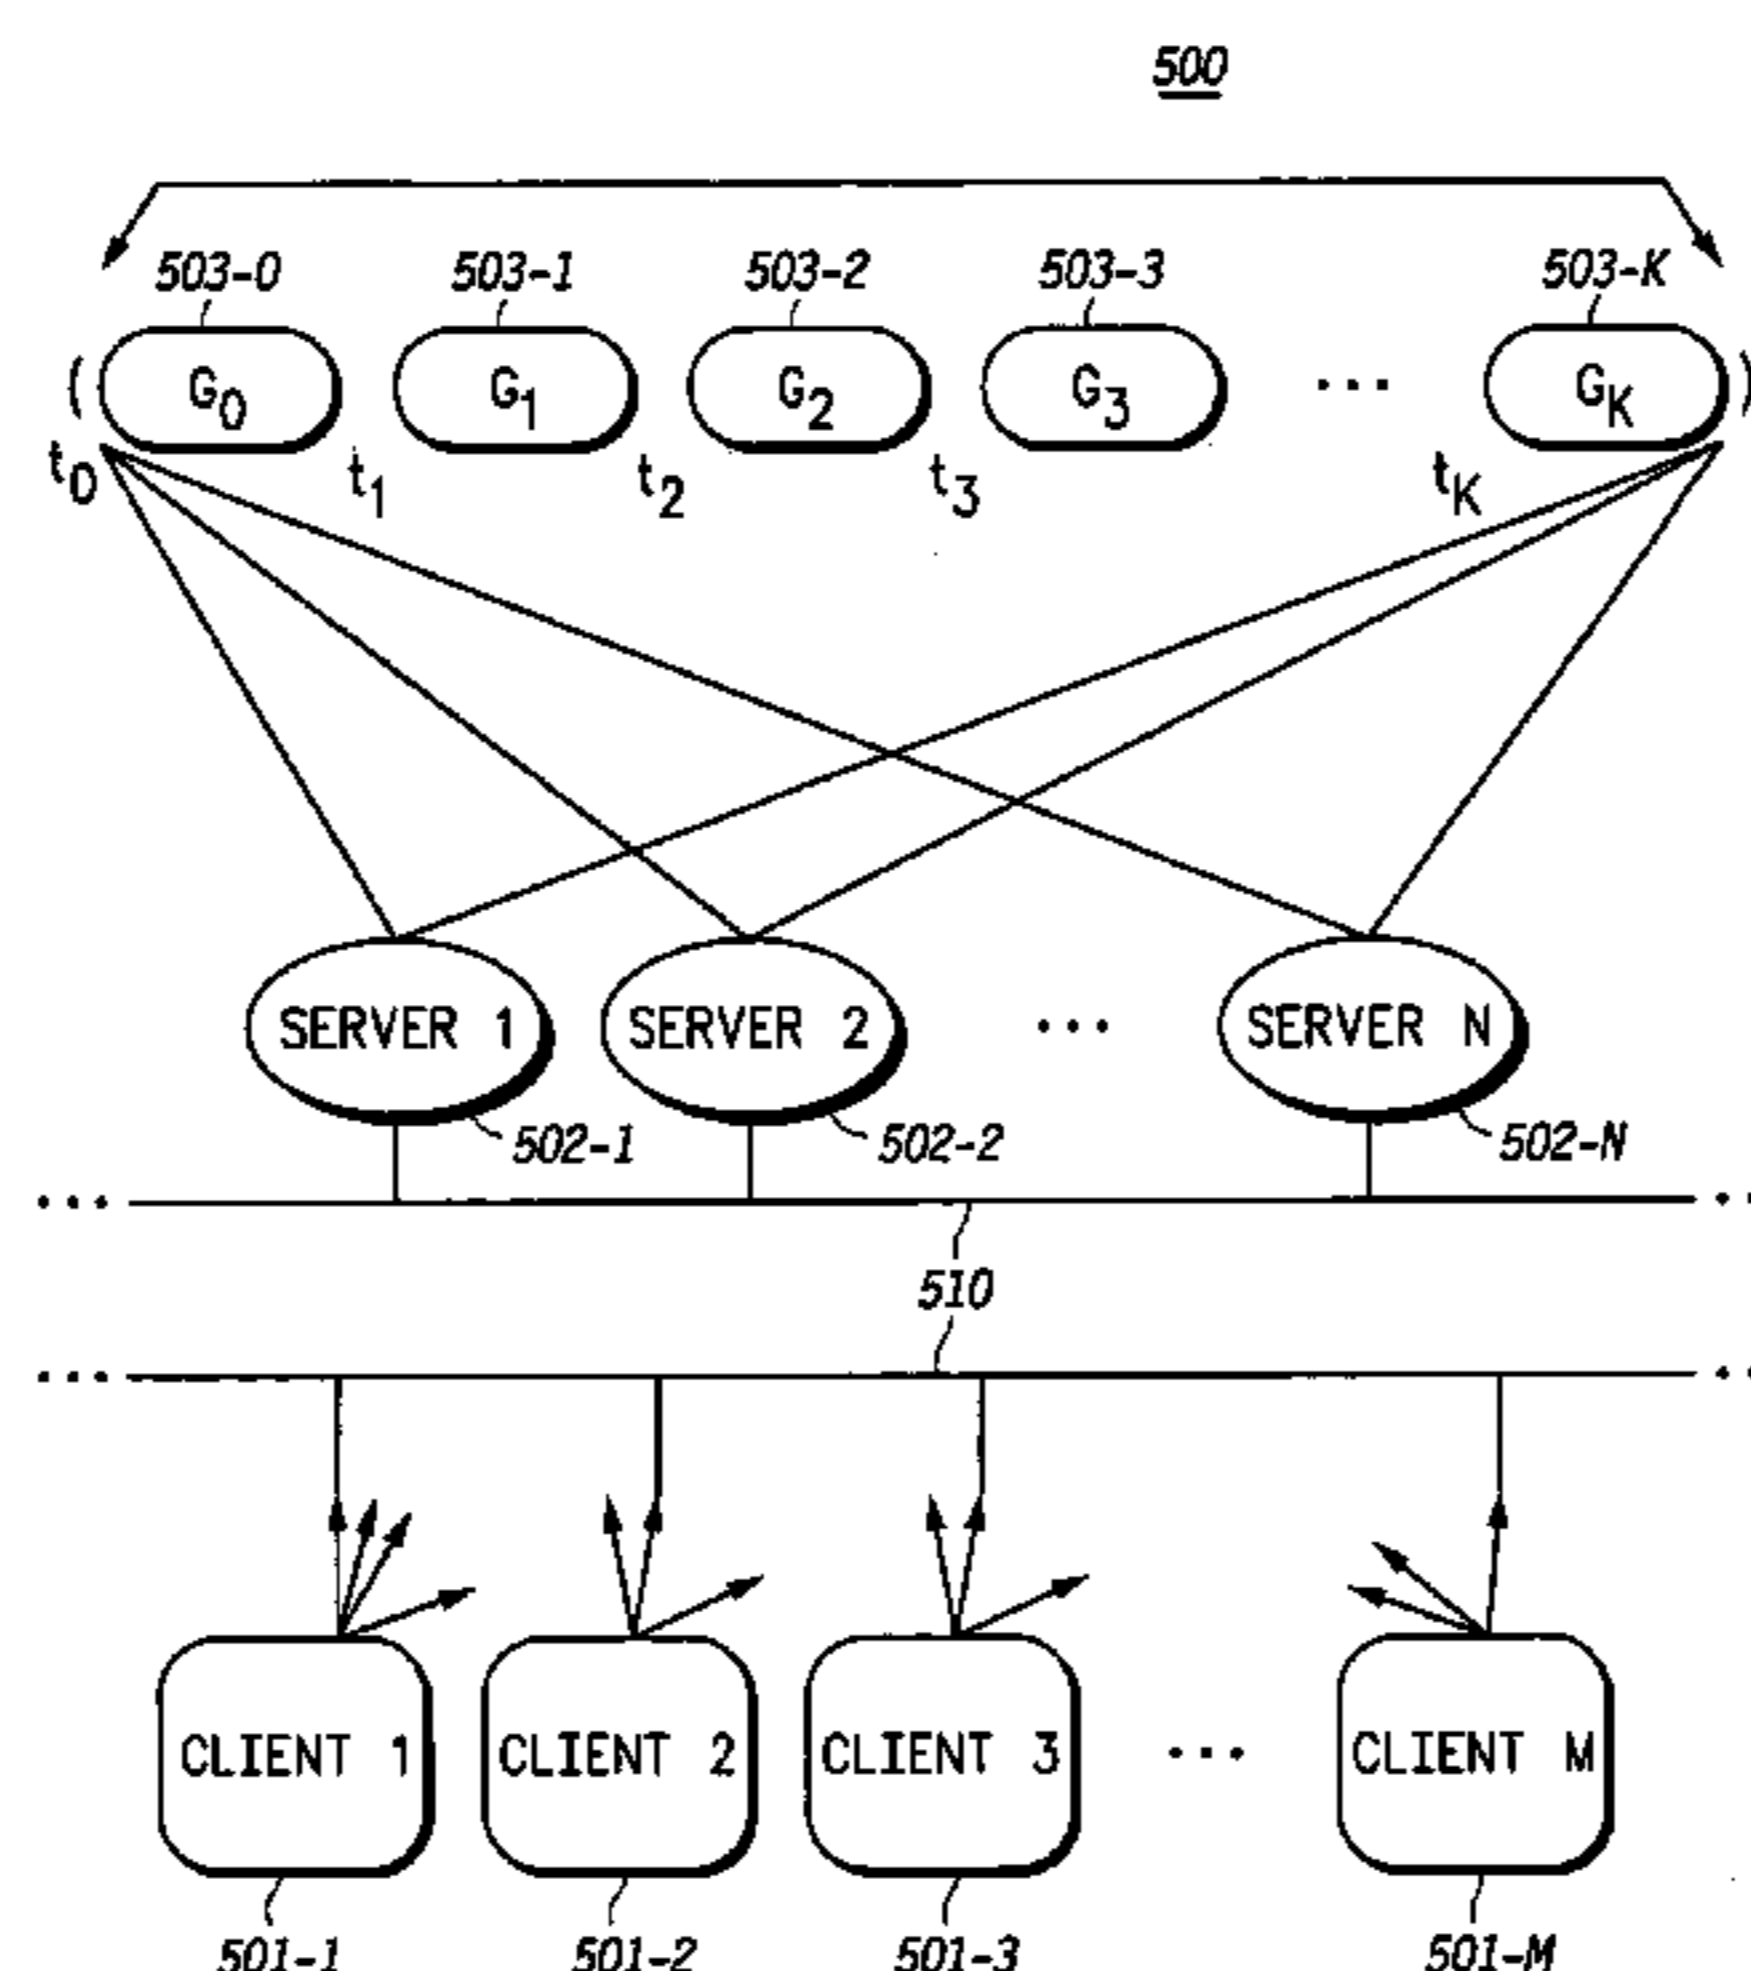 500
503-0 503-1 503-2 503-3 503-K
( G0 G1 G2 G3 ... GK )
t0 t1 t2 t3 tK
SERVER 1 SERVER 2 ... SERVER N
502-1 502-2 502-N
510
CLIENT 1 CLIENT 2 CLIENT 3 ... CLIENT M
501-1 501-2 501-3 501-M